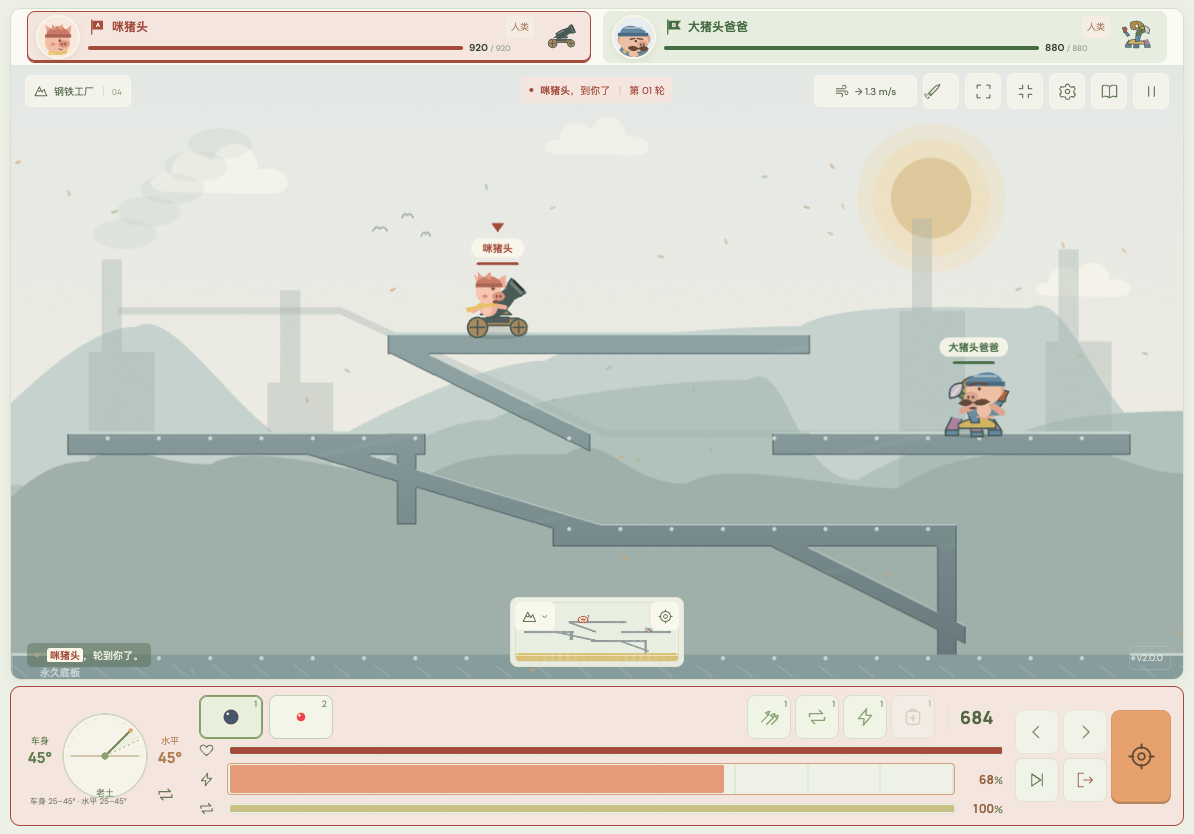 咪猪头
人类
920 / 920
大猪头爸爸
人类
880 / 880
钢铁工厂 04
咪猪头，到你了 第 01 轮
→ 1.3 m/s
咪猪头
大猪头爸爸
咪猪头，轮到你了。
永久底板
v2.0.0
1
2
1
1
1
1
684
车身
45°
水平
45°
老土
车身 25–45° · 水平 25–45°
68%
100%